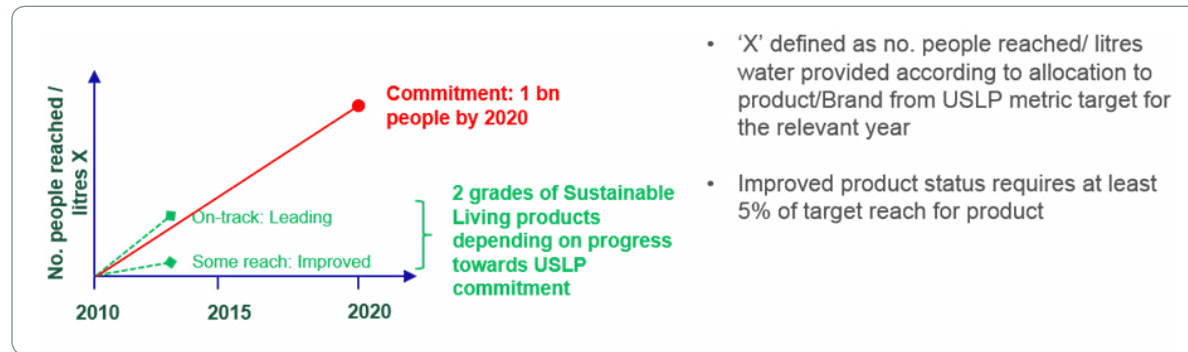 No. people reached /
litres X
Commitment: 1 bn
people by 2020
On-track: Leading
Some reach: Improved
2 grades of Sustainable
Living products
depending on progress
towards USLP
commitment
2010
2015
2020
• ‘X’ defined as no. people reached/ litres
water provided according to allocation to
product/Brand from USLP metric target for
the relevant year
• Improved product status requires at least
5% of target reach for product